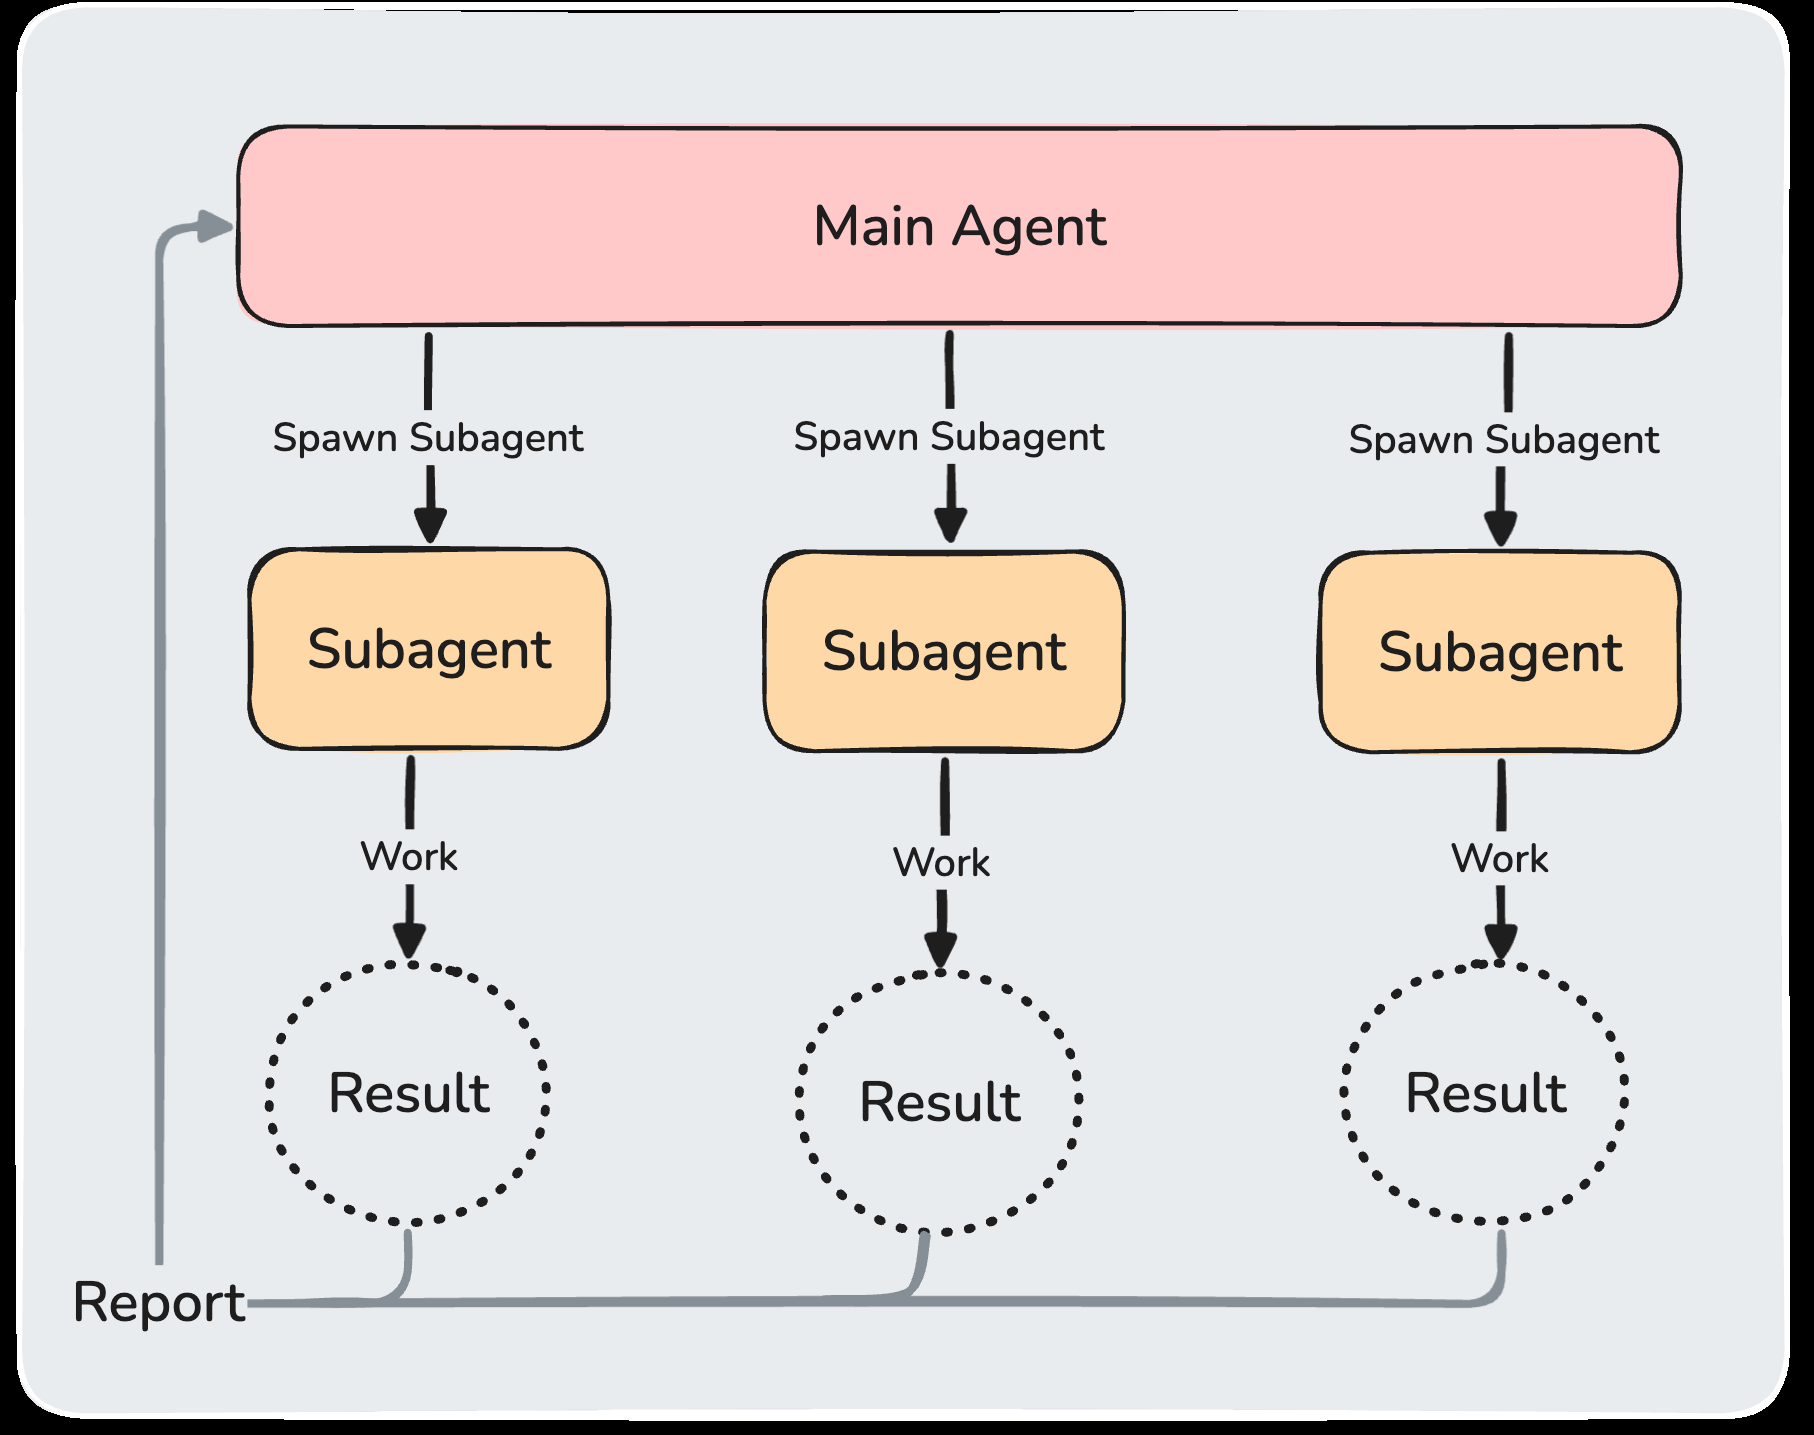 Main Agent
Spawn Subagent
Spawn Subagent
Spawn Subagent
Subagent
Subagent
Subagent
Work
Work
Work
Result
Result
Result
Report